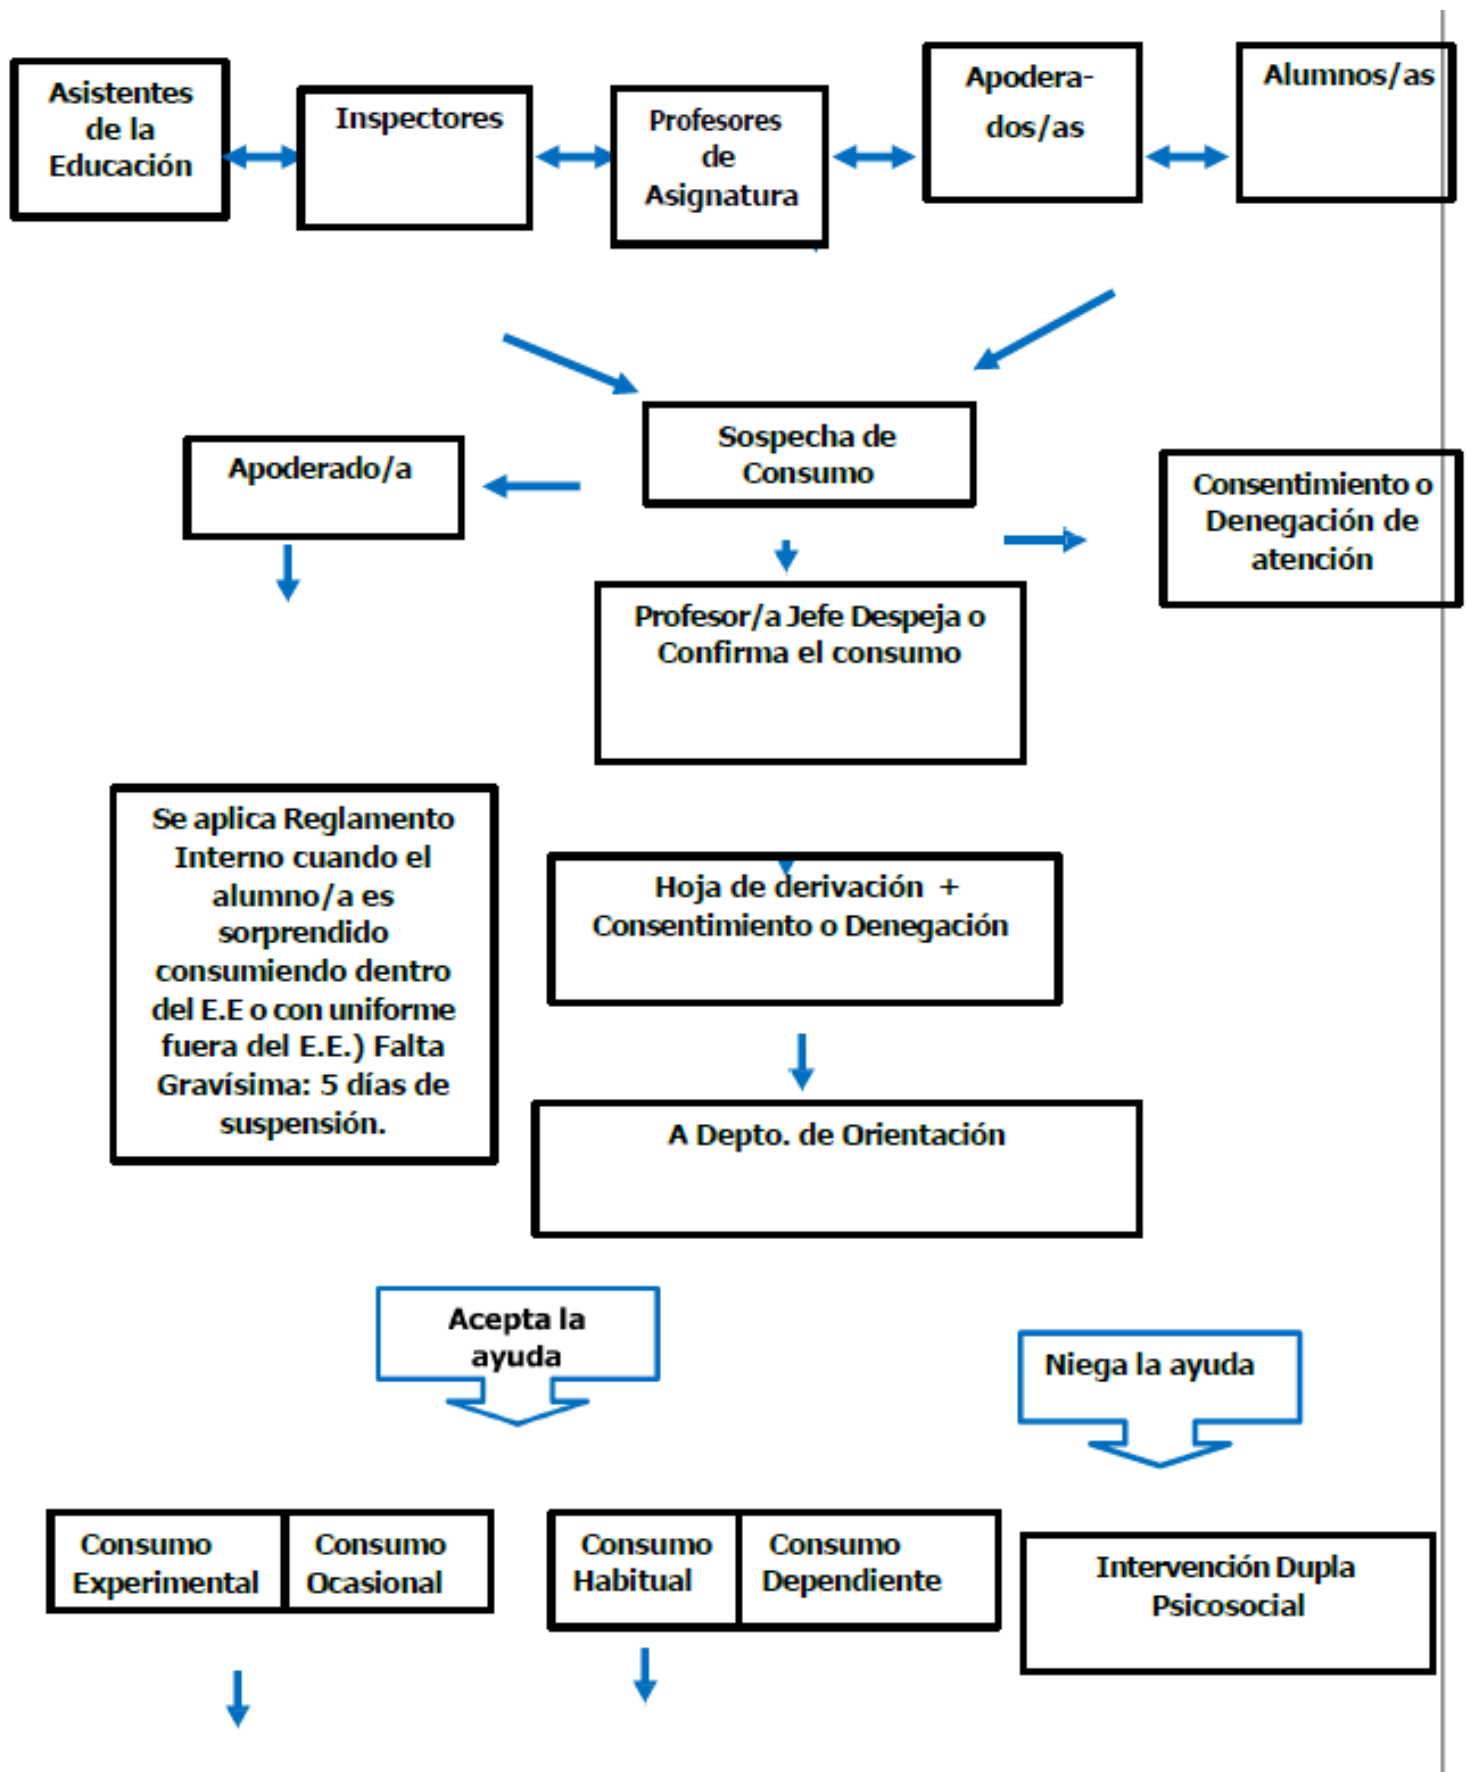 Asistentes
de la
Educación
Inspectores
Profesores
de
Asignatura
Apodera-
dos/as
Alumnos/as
Sospecha de
Consumo
Apoderado/a
Consentimiento o
Denegación de
atención
Profesor/a Jefe Despeja o
Confirma el consumo
Se aplica Reglamento
Interno cuando el
alumno/a es
sorprendido
consumiendo dentro
del E.E o con uniforme
fuera del E.E.) Falta
Gravísima: 5 días de
suspensión.
Hoja de derivación +
Consentimiento o Denegación
A Depto. de Orientación
Acepta la
ayuda
Niega la ayuda
Consumo
Experimental
Consumo
Ocasional
Consumo
Habitual
Consumo
Dependiente
Intervención Dupla
Psicosocial